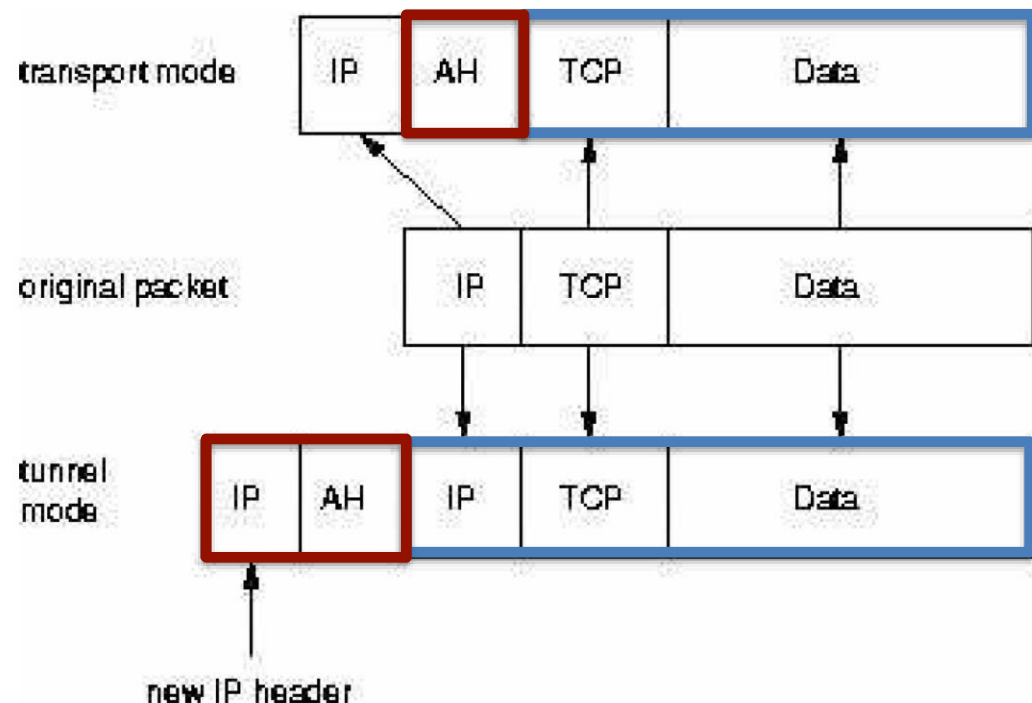 transport mode IP AH TCP Data
original packet IP TCP Data
tunnel
mode IP AH IP TCP Data
new IP header